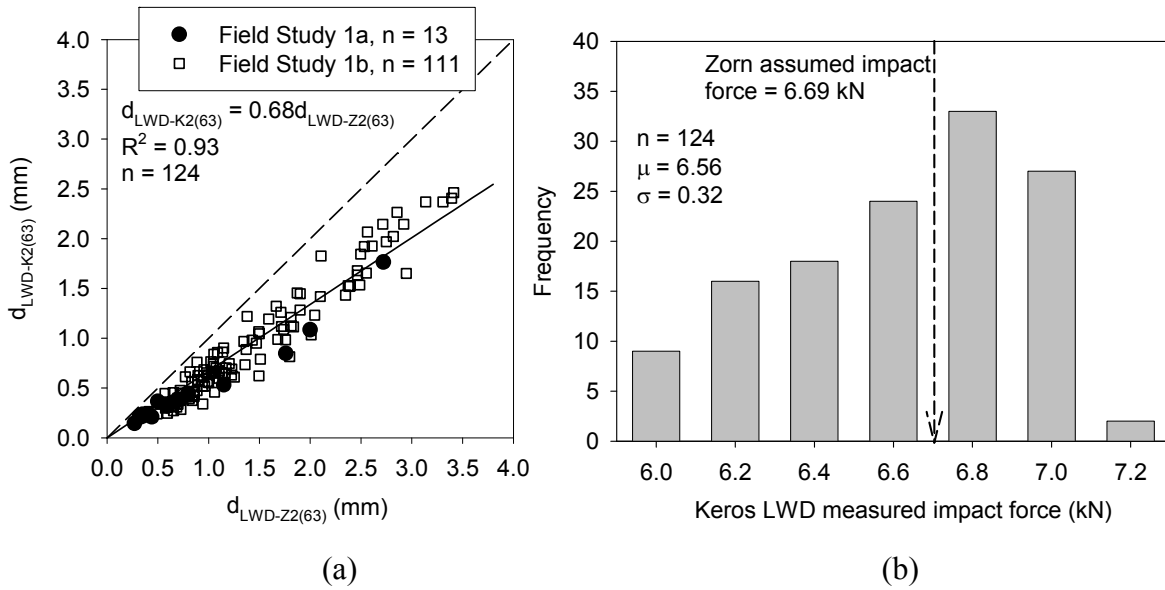 Field Study 1a, n = 13
Field Study 1b, n = 111
d_LWD-K2(63) = 0.68d_LWD-Z2(63)
R² = 0.93
n = 124
4.0
3.5
3.0
2.5
2.0
1.5
1.0
0.5
0.0
d_LWD-K2(63) (mm)
0.0 0.5 1.0 1.5 2.0 2.5 3.0 3.5 4.0
d_LWD-Z2(63) (mm)
(a)
Zorn assumed impact
force = 6.69 kN
n = 124
μ = 6.56
σ = 0.32
40
35
30
25
20
15
10
5
0
Frequency
6.0 6.2 6.4 6.6 6.8 7.0 7.2
Keros LWD measured impact force (kN)
(b)